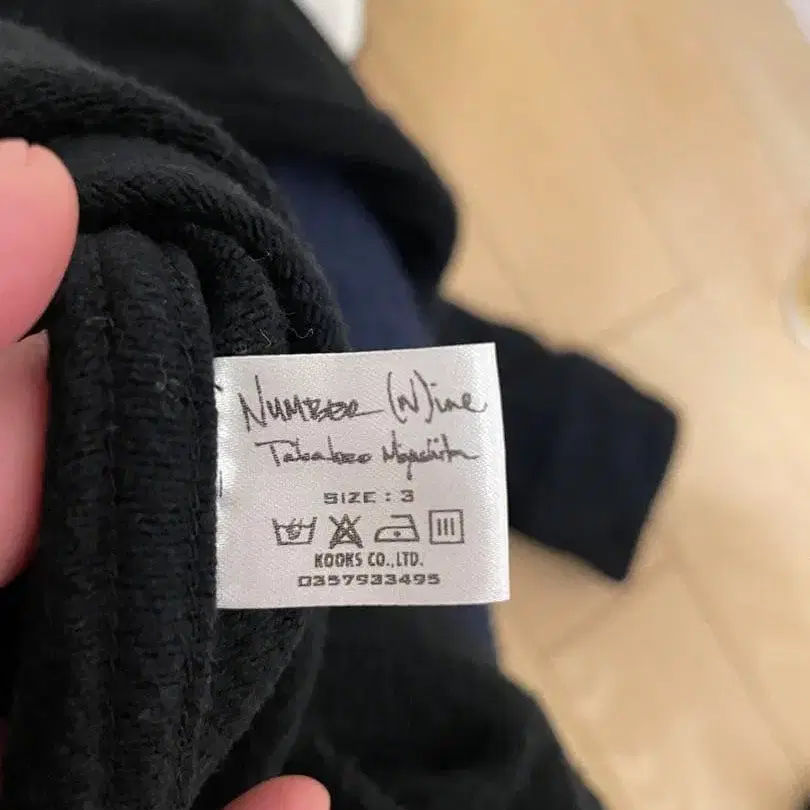 NUMBER (N)ine
Takahiro Miyashita
SIZE : 3
KOOKS CO.,LTD.
0357933495